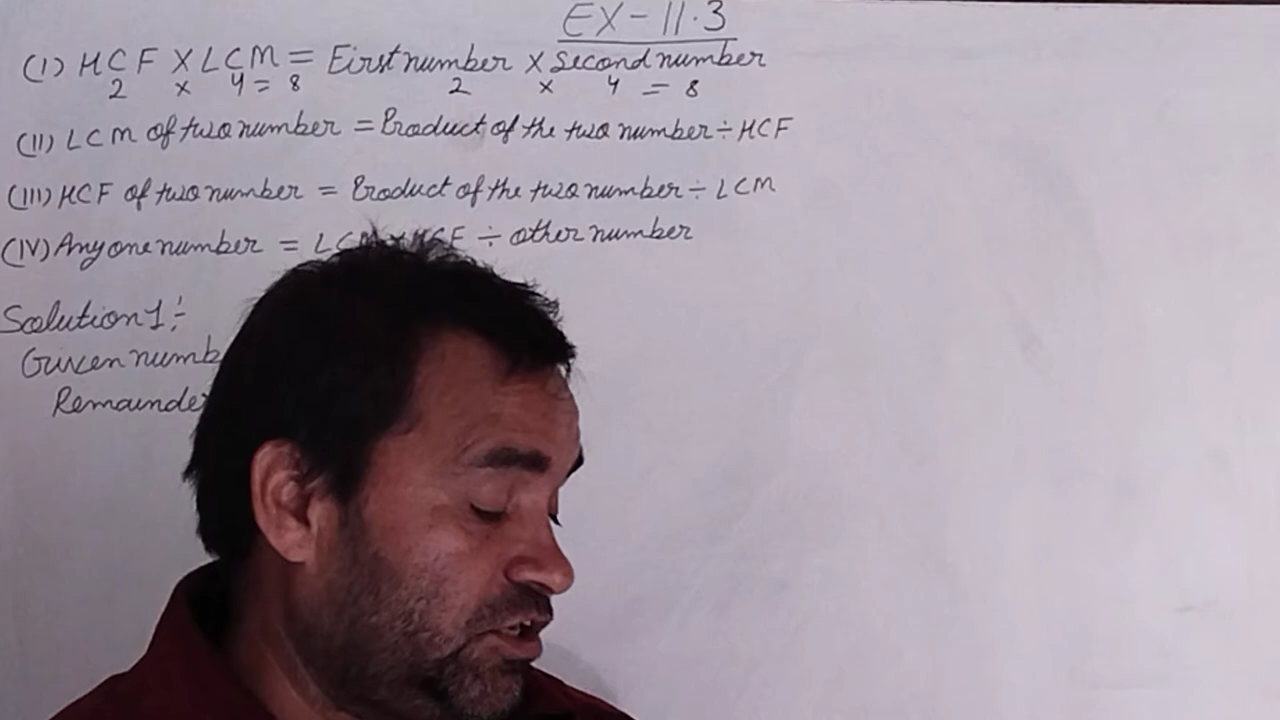 EX-11.3
(I) HCF X LCM = First number x Second number
2 x 4 = 8 2 x 4 = 8
(II) LCM of two number = Product of the two number ÷ HCF
(III) HCF of two number = Product of the two number ÷ LCM
(IV) Any one number = LCM x HCF ÷ other number
Solution 1:
Given numb
Remainder